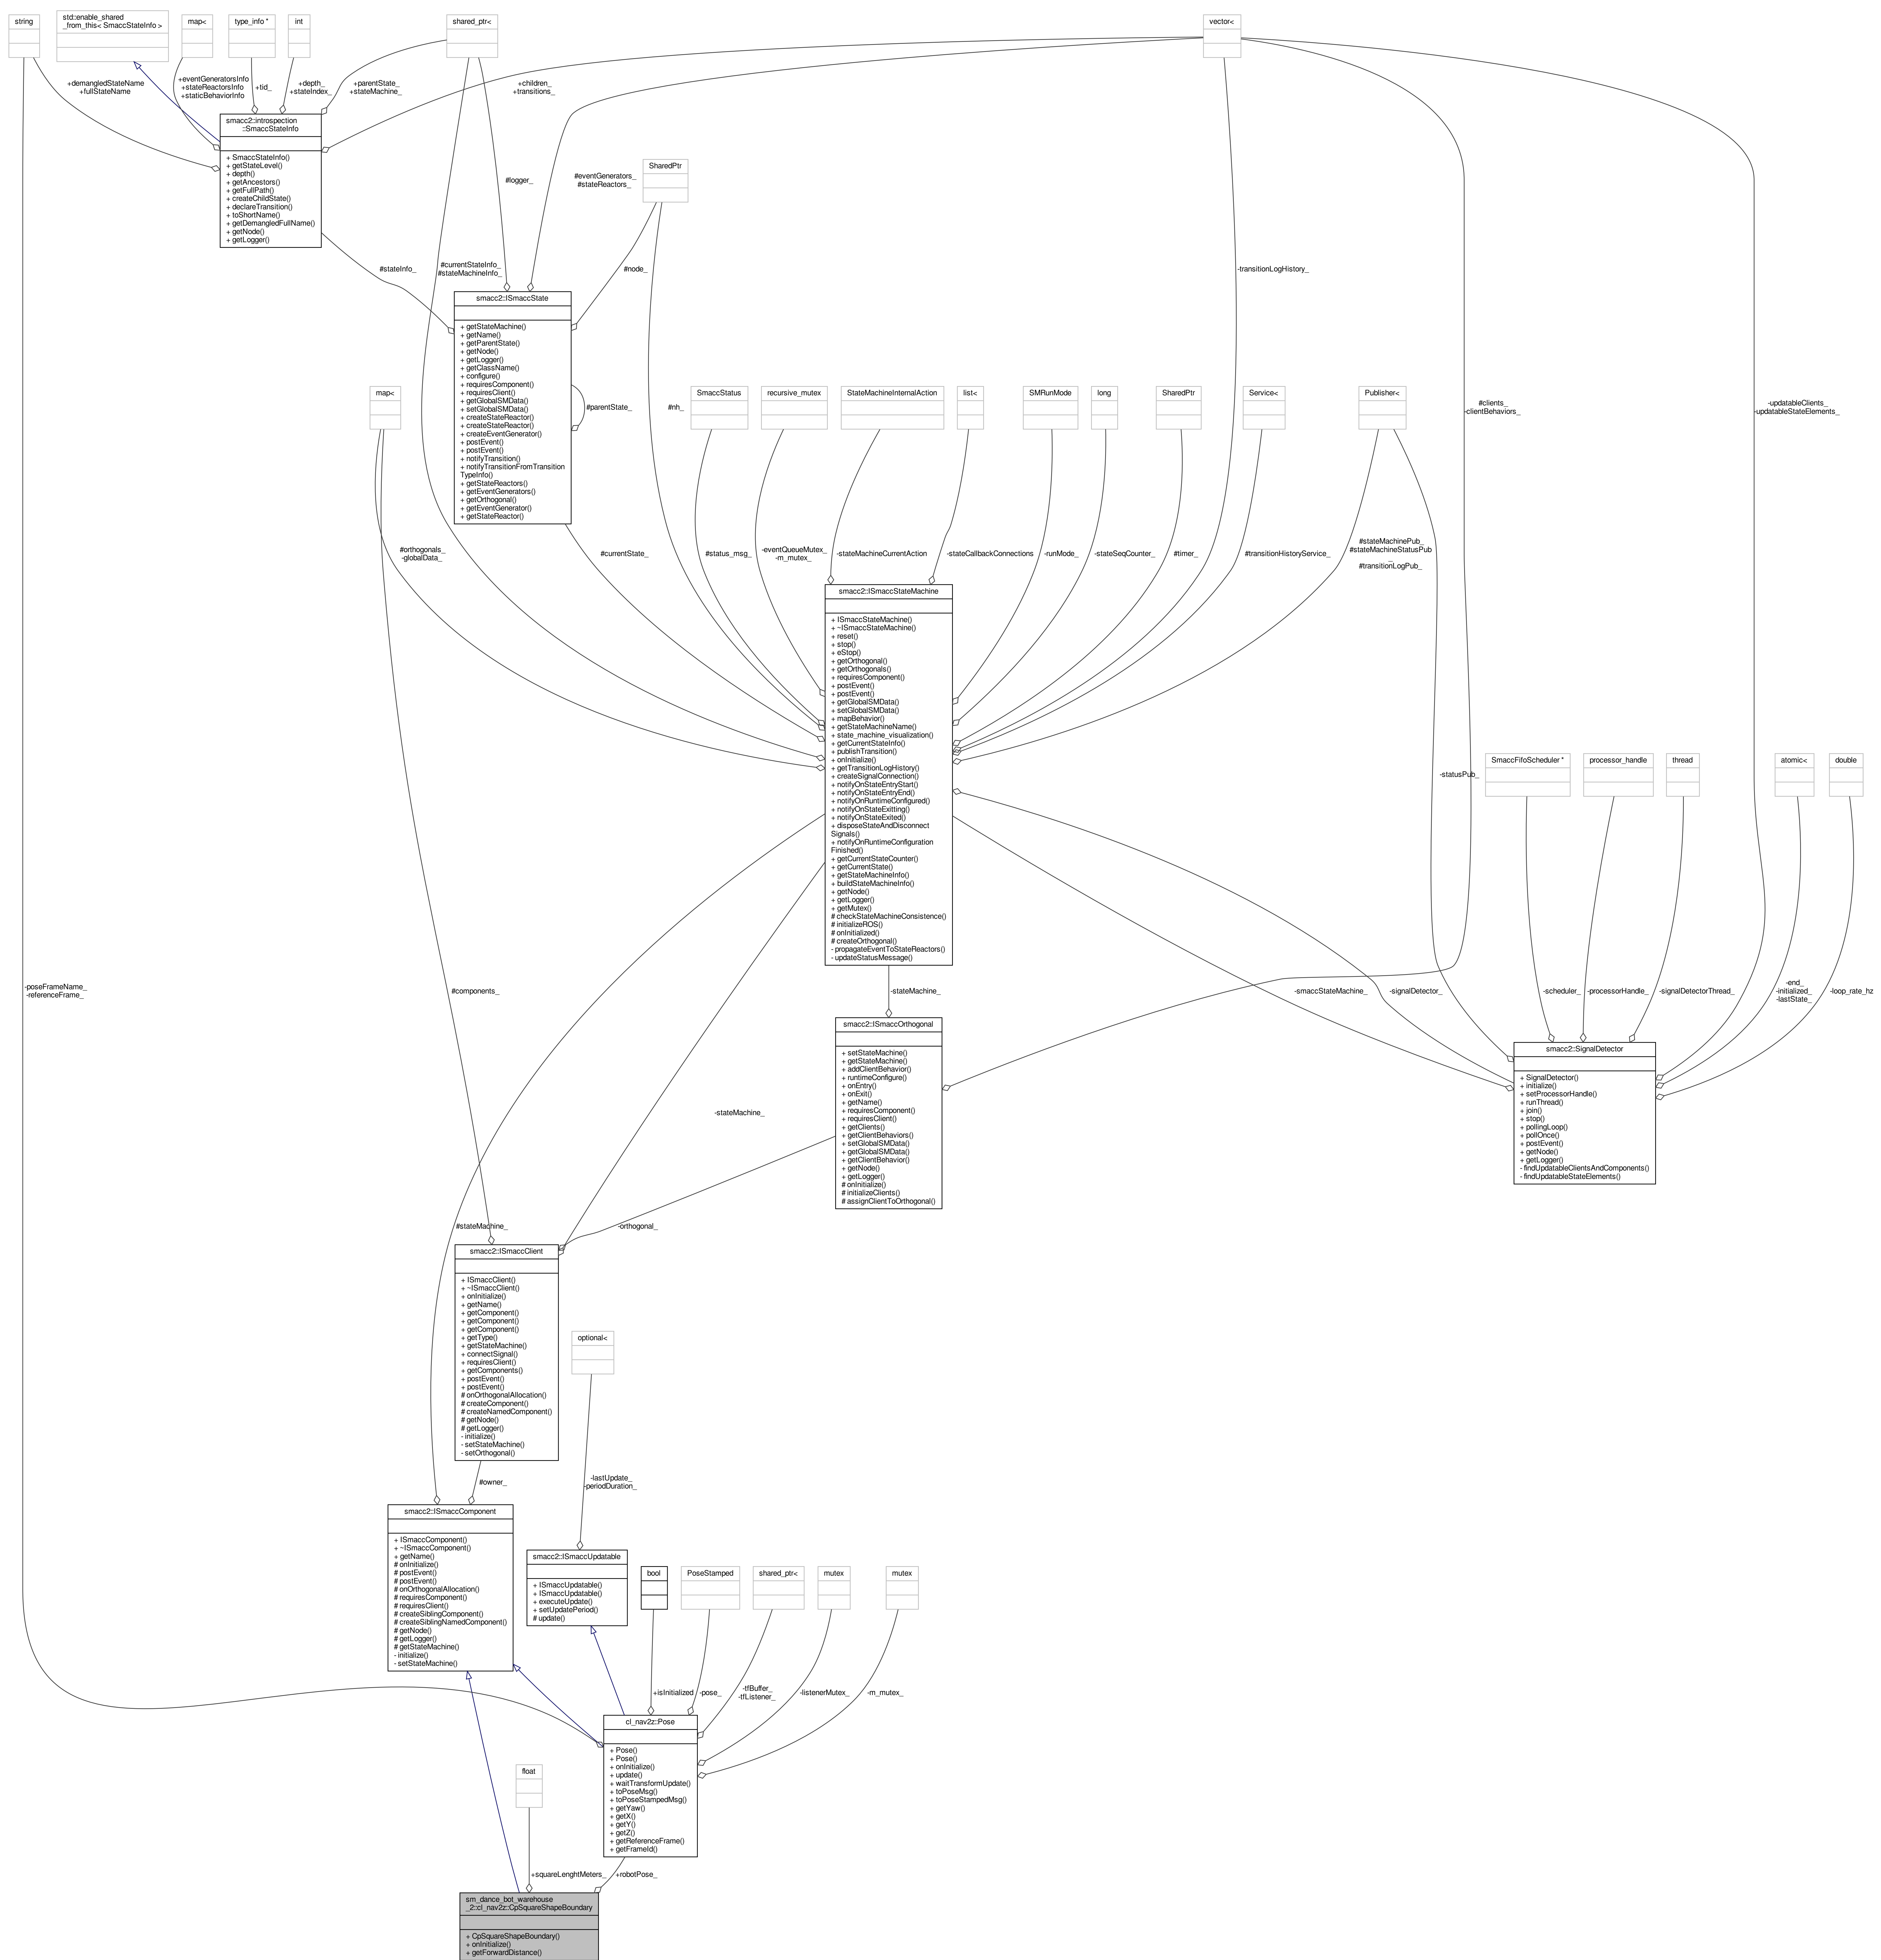 string
std::enable_shared
_from_this< SmaccStateInfo >
map<
type_info *
int
shared_ptr<
vector<
+demangledStateName
+fullStateName
+eventGeneratorsInfo
+stateReactorsInfo
+staticBehaviorInfo
+tid_
+depth_
+stateIndex_
+parentState_
+stateMachine_
+children_
+transitions_
smacc2::introspection
::SmaccStateInfo
+ SmaccStateInfo()
+ getStateLevel()
+ depth()
+ getAncestors()
+ getFullPath()
+ createChildState()
+ declareTransition()
+ toShortName()
+ getDemangledFullName()
+ getNode()
+ getLogger()
#logger_
#eventGenerators_
#stateReactors_
SharedPtr
#stateInfo_
#currentStateInfo_
#stateMachineInfo_
#node_
-transitionLogHistory_
smacc2::ISmaccState
+ getStateMachine()
+ getName()
+ getParentState()
+ getNode()
+ getLogger()
+ getClassName()
+ configure()
+ requiresComponent()
+ requiresClient()
+ getGlobalSMData()
+ setGlobalSMData()
+ createStateReactor()
+ createStateReactor()
+ createEventGenerator()
+ postEvent()
+ postEvent()
+ notifyTransition()
+ notifyTransitionFromTransition
TypeInfo()
+ getStateReactors()
+ getEventGenerators()
+ getOrthogonal()
+ getEventGenerator()
+ getStateReactor()
#parentState_
map<
#nh_
SmaccStatus
recursive_mutex
StateMachineInternalAction
list<
SMRunMode
long
SharedPtr
Service<
Publisher<
#clients_
-clientBehaviors_
-updatableClients_
-updatableStateElements_
#orthogonals_
-globalData_
#currentState_
#status_msg_
-eventQueueMutex_
-m_mutex_
-stateMachineCurrentAction
-stateCallbackConnections
-runMode_
-stateSeqCounter_
#timer_
#transitionHistoryService_
#stateMachinePub_
#stateMachineStatusPub
_
#transitionLogPub_
smacc2::ISmaccStateMachine
+ ISmaccStateMachine()
+ ~ISmaccStateMachine()
+ reset()
+ stop()
+ eStop()
+ getOrthogonal()
+ getOrthogonals()
+ requiresComponent()
+ postEvent()
+ postEvent()
+ getGlobalSMData()
+ setGlobalSMData()
+ mapBehavior()
+ getStateMachineName()
+ state_machine_visualization()
+ getCurrentStateInfo()
+ publishTransition()
+ onInitialize()
+ getTransitionLogHistory()
+ createSignalConnection()
+ notifyOnStateEntryStart()
+ notifyOnStateEntryEnd()
+ notifyOnRuntimeConfigured()
+ notifyOnStateExitting()
+ notifyOnStateExited()
+ disposeStateAndDisconnect
Signals()
+ notifyOnRuntimeConfiguration
Finished()
+ getCurrentStateCounter()
+ getCurrentState()
+ getStateMachineInfo()
+ buildStateMachineInfo()
+ getNode()
+ getLogger()
+ getMutex()
# checkStateMachineConsistence()
# initializeROS()
# onInitialized()
# createOrthogonal()
- propagateEventToStateReactors()
- updateStatusMessage()
-statusPub_
SmaccFifoScheduler *
processor_handle
thread
atomic<
double
-poseFrameName_
-referenceFrame_
#components_
-stateMachine_
-smaccStateMachine_
-signalDetector_
-scheduler_
-processorHandle_
-signalDetectorThread_
-end_
-initialized_
-lastState_
-loop_rate_hz
smacc2::ISmaccOrthogonal
+ setStateMachine()
+ getStateMachine()
+ addClientBehavior()
+ runtimeConfigure()
+ onEntry()
+ onExit()
+ getName()
+ requiresComponent()
+ requiresClient()
+ getClients()
+ getClientBehaviors()
+ setGlobalSMData()
+ getGlobalSMData()
+ getClientBehavior()
+ getNode()
+ getLogger()
# onInitialize()
# initializeClients()
# assignClientToOrthogonal()
smacc2::SignalDetector
+ SignalDetector()
+ initialize()
+ setProcessorHandle()
+ runThread()
+ join()
+ stop()
+ pollingLoop()
+ pollOnce()
+ postEvent()
+ getNode()
+ getLogger()
- findUpdatableClientsAndComponents()
- findUpdatableStateElements()
-stateMachine_
#stateMachine_
-orthogonal_
smacc2::ISmaccClient
+ ISmaccClient()
+ ~ISmaccClient()
+ onInitialize()
+ getName()
+ getComponent()
+ getComponent()
+ getComponent()
+ getType()
+ getStateMachine()
+ connectSignal()
+ requiresClient()
+ getComponents()
+ postEvent()
+ postEvent()
# onOrthogonalAllocation()
# createComponent()
# createNamedComponent()
# getNode()
# getLogger()
- initialize()
- setStateMachine()
- setOrthogonal()
optional<
#owner_
-lastUpdate_
-periodDuration_
smacc2::ISmaccComponent
+ ISmaccComponent()
+ ~ISmaccComponent()
+ getName()
# onInitialize()
# postEvent()
# postEvent()
# onOrthogonalAllocation()
# requiresComponent()
# requiresClient()
# createSiblingComponent()
# createSiblingNamedComponent()
# getNode()
# getLogger()
# getStateMachine()
- initialize()
- setStateMachine()
smacc2::ISmaccUpdatable
+ ISmaccUpdatable()
+ ISmaccUpdatable()
+ executeUpdate()
+ setUpdatePeriod()
# update()
bool
PoseStamped
shared_ptr<
mutex
mutex
+isInitialized
-pose_
-tfBuffer_
-tfListener_
-listenerMutex_
-m_mutex_
cl_nav2z::Pose
+ Pose()
+ Pose()
+ onInitialize()
+ update()
+ waitTransformUpdate()
+ toPoseMsg()
+ toPoseStampedMsg()
+ getYaw()
+ getX()
+ getY()
+ getZ()
+ getReferenceFrame()
+ getFrameId()
float
+squareLenghtMeters_
+robotPose_
sm_dance_bot_warehouse
_2::cl_nav2z::CpSquareShapeBoundary
+ CpSquareShapeBoundary()
+ onInitialize()
+ getForwardDistance()